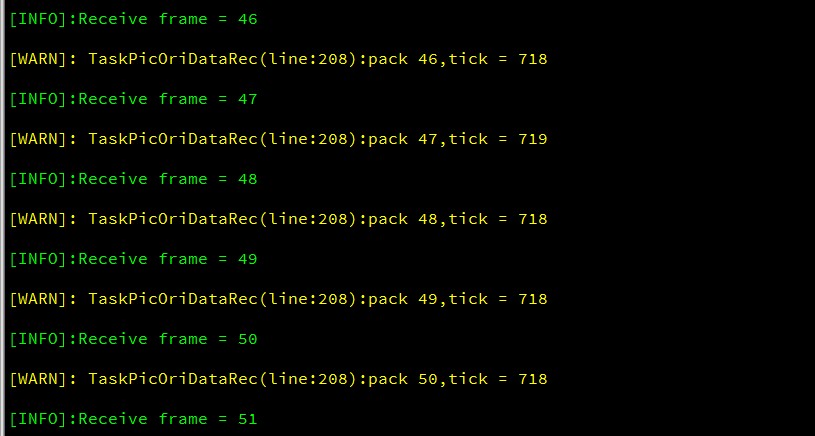 [INFO]:Receive frame = 46
[WARN]: TaskPicOriDataRec(line:208):pack 46,tick = 718
[INFO]:Receive frame = 47
[WARN]: TaskPicOriDataRec(line:208):pack 47,tick = 719
[INFO]:Receive frame = 48
[WARN]: TaskPicOriDataRec(line:208):pack 48,tick = 718
[INFO]:Receive frame = 49
[WARN]: TaskPicOriDataRec(line:208):pack 49,tick = 718
[INFO]:Receive frame = 50
[WARN]: TaskPicOriDataRec(line:208):pack 50,tick = 718
[INFO]:Receive frame = 51